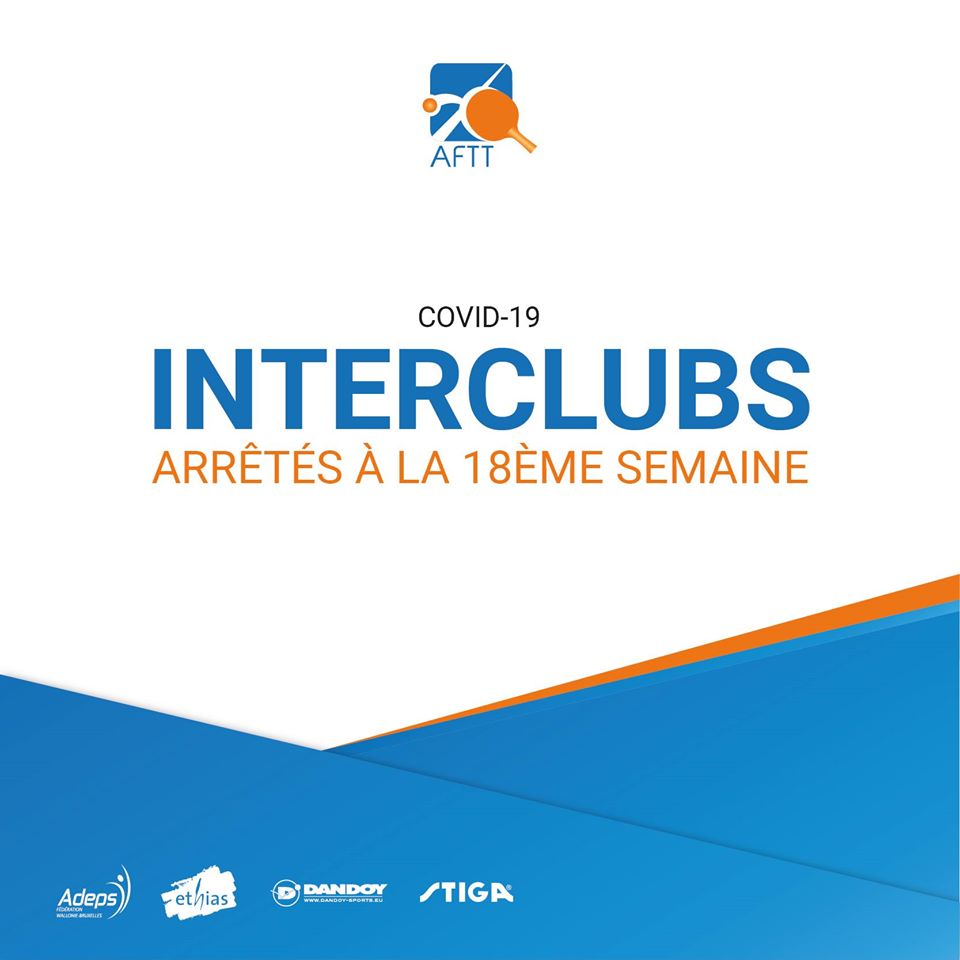 AFTT
COVID-19
INTERCLUBS
ARRÊTÉS À LA 18ÈME SEMAINE
Adeps
FÉDÉRATION
WALLONIE-BRUXELLES
ethias
DANDOY
WWW.DANDOY-SPORTS.EU
STIGA®